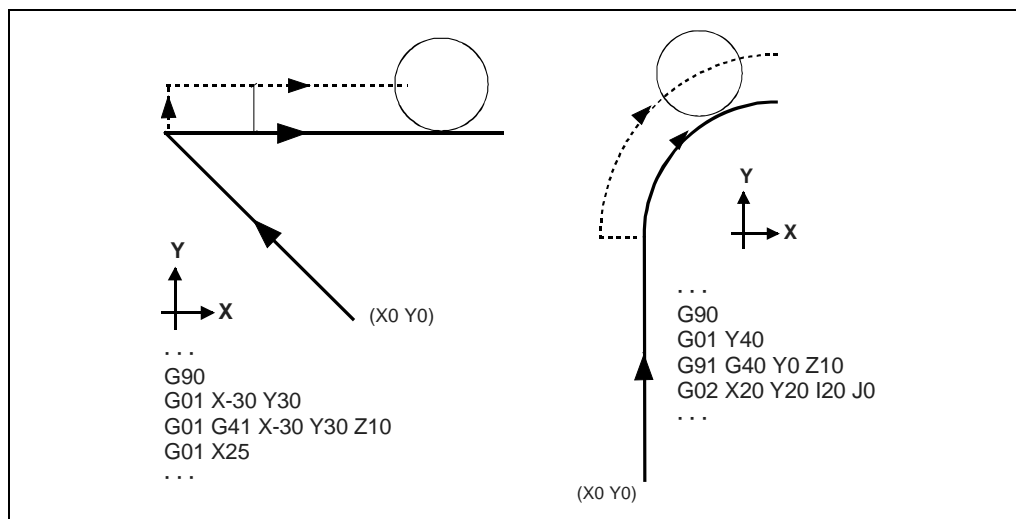 Y
X
(X0 Y0)
. . .
G90
G01 X-30 Y30
G01 G41 X-30 Y30 Z10
G01 X25
. . .
Y
X
. . .
G90
G01 Y40
G91 G40 Y0 Z10
G02 X20 Y20 I20 J0
. . .
(X0 Y0)